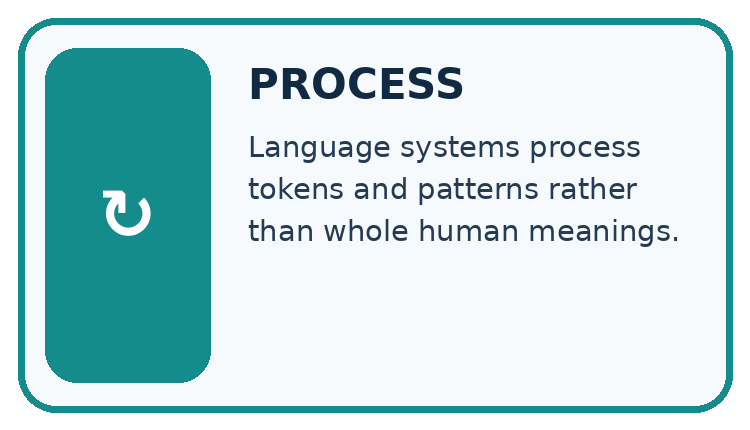 PROCESS
Language systems process
tokens and patterns rather
than whole human meanings.